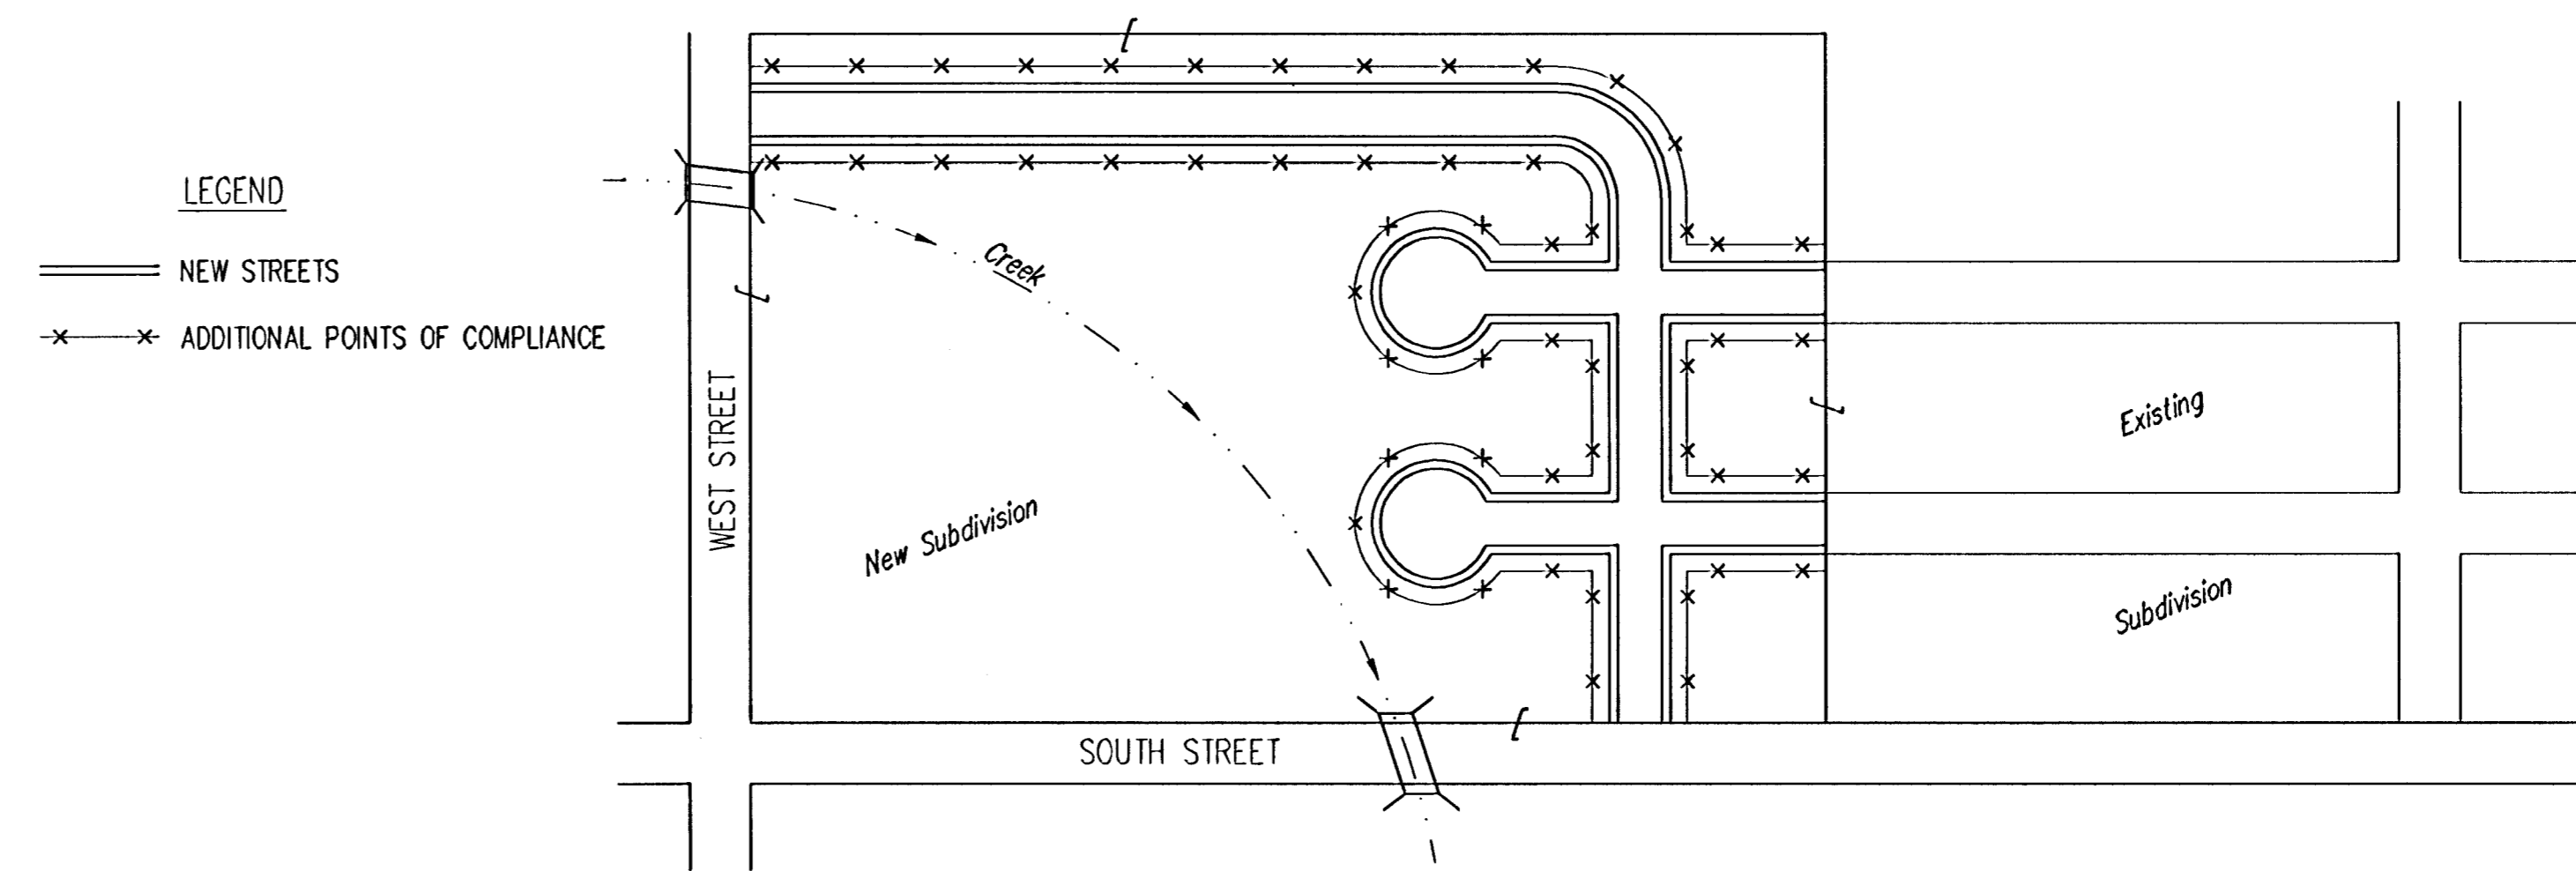 LEGEND
NEW STREETS
ADDITIONAL POINTS OF COMPLIANCE
Creek
WEST STREET
New Subdivision
Existing
Subdivision
SOUTH STREET